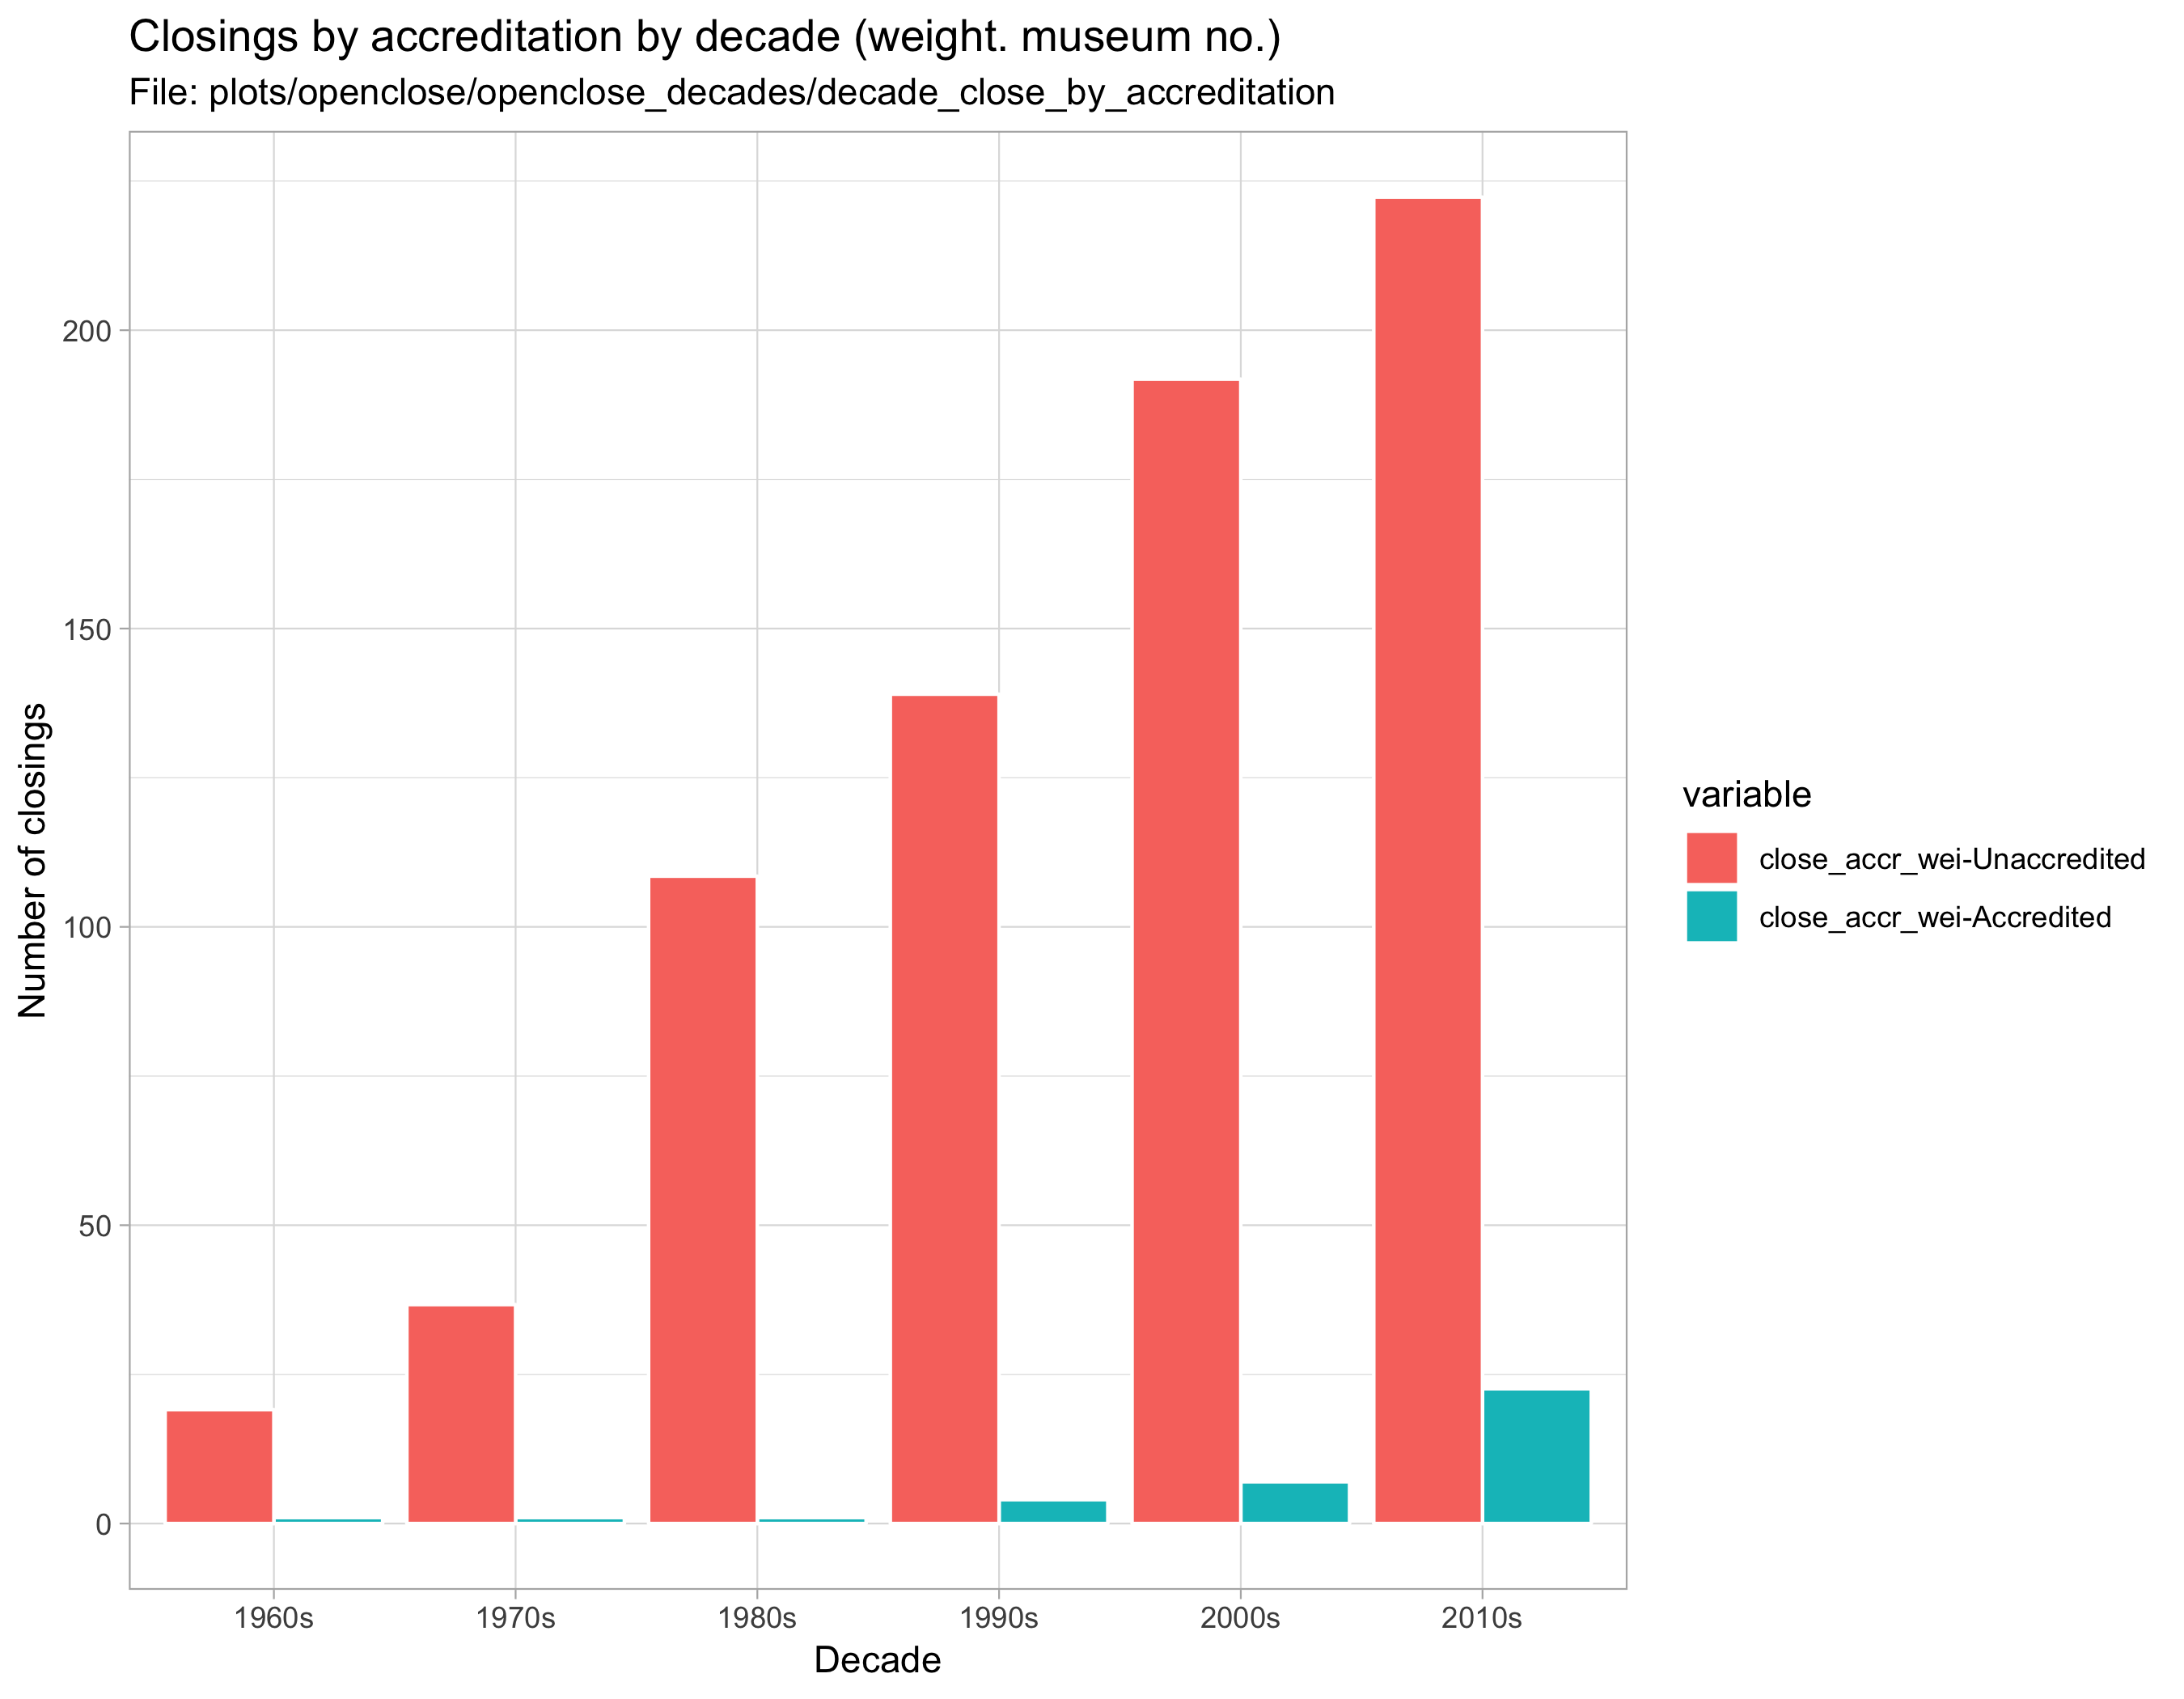 Closings by accreditation by decade (weight. museum no.)
File: plots/openclose/openclose_decades/decade_close_by_accreditation
Number of closings
200
150
100
50
0
1960s 1970s 1980s 1990s 2000s 2010s
Decade
variable
close_accr_wei-Unaccredited
close_accr_wei-Accredited